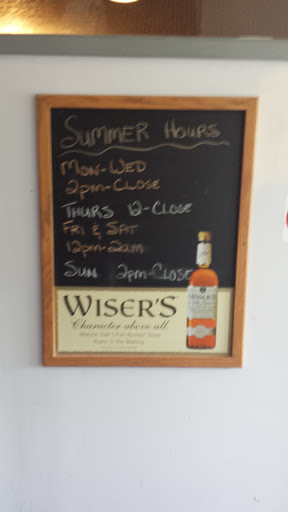 SUMMER HOURS
MON-WED
2pm-CLOSE
THURS 12-CLOSE
FRI & SAT
12pm-2am
SUN 2pm-CLOSE
WISER'S
Character above all.
WISER'S